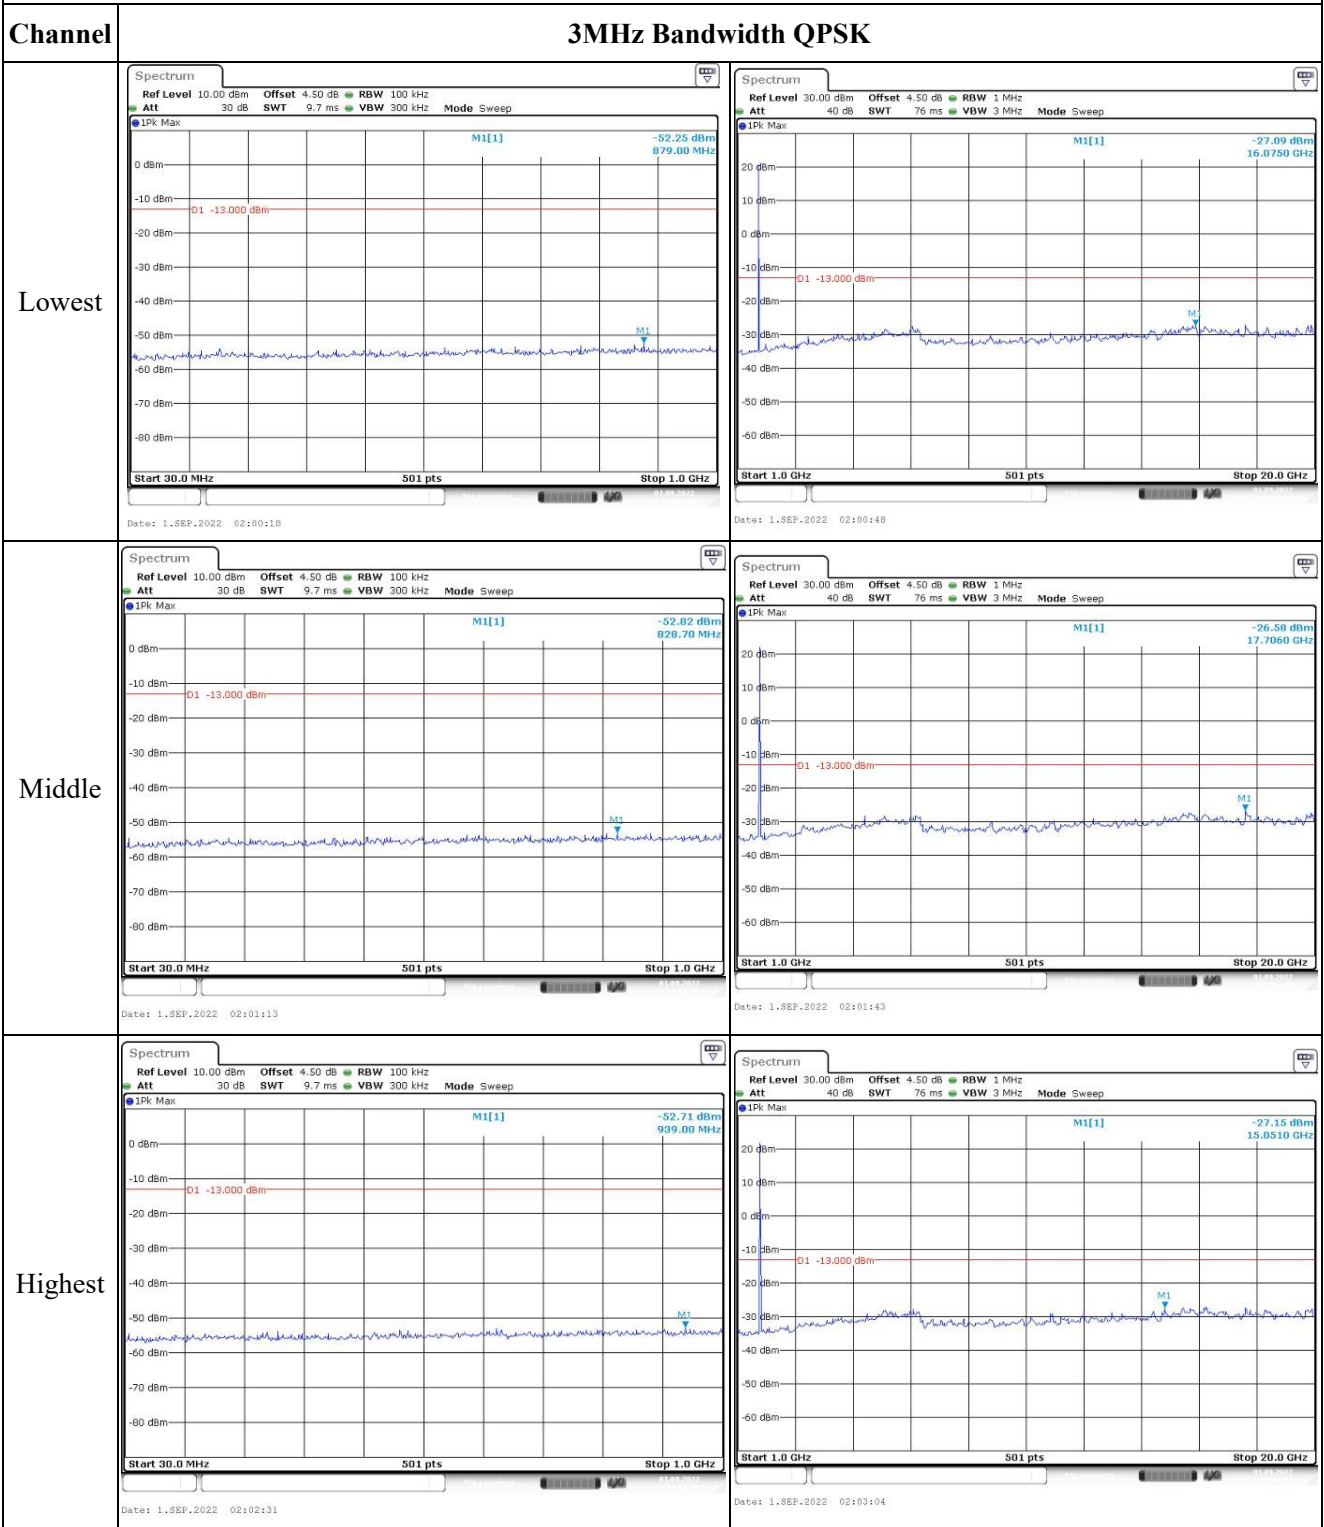 Channel 3MHz Bandwidth QPSK
Lowest
Spectrum
Ref Level 10.00 dBm Offset 4.50 dB RBW 100 kHz
Att 30 dB SWT 9.7 ms VBW 300 kHz Mode Sweep
1Pk Max
M1[1] -52.25 dBm
879.00 MHz
0 dBm
-10 dBm
D1 -13.000 dBm
-20 dBm
-30 dBm
-40 dBm
-50 dBm
M1
-60 dBm
-70 dBm
-80 dBm
Start 30.0 MHz 501 pts Stop 1.0 GHz
Date: 1.SEP.2022 02:00:18
Spectrum
Ref Level 30.00 dBm Offset 4.50 dB RBW 1 MHz
Att 40 dB SWT 76 ms VBW 3 MHz Mode Sweep
1Pk Max
M1[1] -27.09 dBm
16.0750 GHz
20 dBm
10 dBm
0 dBm
-10 dBm
D1 -13.000 dBm
-20 dBm
M1
-30 dBm
-40 dBm
-50 dBm
-60 dBm
Start 1.0 GHz 501 pts Stop 20.0 GHz
Date: 1.SEP.2022 02:00:48
Middle
Spectrum
Ref Level 10.00 dBm Offset 4.50 dB RBW 100 kHz
Att 30 dB SWT 9.7 ms VBW 300 kHz Mode Sweep
1Pk Max
M1[1] -52.82 dBm
828.70 MHz
0 dBm
-10 dBm
D1 -13.000 dBm
-20 dBm
-30 dBm
-40 dBm
-50 dBm
M1
-60 dBm
-70 dBm
-80 dBm
Start 30.0 MHz 501 pts Stop 1.0 GHz
Date: 1.SEP.2022 02:01:13
Spectrum
Ref Level 30.00 dBm Offset 4.50 dB RBW 1 MHz
Att 40 dB SWT 76 ms VBW 3 MHz Mode Sweep
1Pk Max
M1[1] -26.58 dBm
17.7060 GHz
20 dBm
10 dBm
0 dBm
-10 dBm
D1 -13.000 dBm
-20 dBm
M1
-30 dBm
-40 dBm
-50 dBm
-60 dBm
Start 1.0 GHz 501 pts Stop 20.0 GHz
Date: 1.SEP.2022 02:01:43
Highest
Spectrum
Ref Level 10.00 dBm Offset 4.50 dB RBW 100 kHz
Att 30 dB SWT 9.7 ms VBW 300 kHz Mode Sweep
1Pk Max
M1[1] -52.71 dBm
939.00 MHz
0 dBm
-10 dBm
D1 -13.000 dBm
-20 dBm
-30 dBm
-40 dBm
-50 dBm
M1
-60 dBm
-70 dBm
-80 dBm
Start 30.0 MHz 501 pts Stop 1.0 GHz
Date: 1.SEP.2022 02:02:31
Spectrum
Ref Level 30.00 dBm Offset 4.50 dB RBW 1 MHz
Att 40 dB SWT 76 ms VBW 3 MHz Mode Sweep
1Pk Max
M1[1] -27.15 dBm
15.0510 GHz
20 dBm
10 dBm
0 dBm
-10 dBm
D1 -13.000 dBm
-20 dBm
M1
-30 dBm
-40 dBm
-50 dBm
-60 dBm
Start 1.0 GHz 501 pts Stop 20.0 GHz
Date: 1.SEP.2022 02:03:04